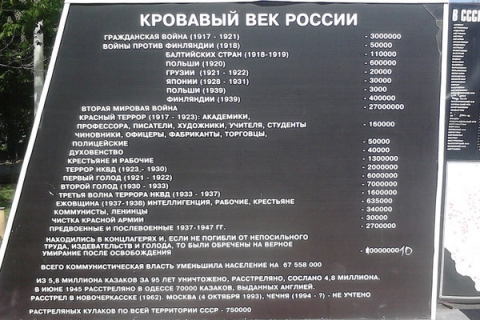 КРОВАВЫЙ ВЕК РОССИИ
ГРАЖДАНСКАЯ ВОЙНА (1917 - 1921) - 3000000
ВОЙНЫ ПРОТИВ ФИНЛЯНДИИ (1918) - 50000
БАЛТИЙСКИХ СТРАН (1918-1919) - 110000
ПОЛЬШИ (1920) - 600000
ГРУЗИИ (1921 - 1922) - 20000
ЯПОНИИ (1928 - 1931) - 30000
ПОЛЬШИ (1939) - 3000
ФИНЛЯНДИИ (1939) - 400000
ВТОРАЯ МИРОВАЯ ВОЙНА - 27000000
КРАСНЫЙ ТЕРРОР (1917 - 1923): АКАДЕМИКИ,
ПРОФЕССОРА, ПИСАТЕЛИ, ХУДОЖНИКИ, УЧИТЕЛЯ, СТУДЕНТЫ - 160000
ЧИНОВНИКИ, ОФИЦЕРЫ, ФАБРИКАНТЫ, ТОРГОВЦЫ,
ПОЛИЦЕЙСКИЕ - 50000
ДУХОВЕНСТВО - 40000
КРЕСТЬЯНЕ И РАБОЧИЕ - 1300000
ТЕРРОР НКВД (1923 - 1930) - 2000000
ПЕРВЫЙ ГОЛОД (1921 - 1922) - 6000000
ВТОРОЙ ГОЛОД (1930 - 1933) - 7000000
ТРЕТЬЯ ВОЛНА ТЕРРОРА НКВД (1933 - 1937) - 1600000
ЕЖОВЩИНА (1937-1938) ИНТЕЛЛИГЕНЦИЯ, РАБОЧИЕ, КРЕСТЬЯНЕ - 635000
КОММУНИСТЫ, ЛЕНИНЦЫ - 340000
ЧИСТКА КРАСНОЙ АРМИИ - 30000
ПРЕДВОЕННЫЕ И ПОСЛЕВОЕННЫЕ 1937-1947 ГГ. - 2700000
НАХОДИЛИСЬ В КОНЦЛАГЕРЯХ И, ЕСЛИ НЕ ПОГИБЛИ ОТ НЕПОСИЛЬНОГО
ТРУДА, ИЗДЕВАТЕЛЬСТВ И ГОЛОДА, ТО БЫЛИ ОБРЕЧЕНЫ НА ВЕРНОЕ
УМИРАНИЕ ПОСЛЕ ОСВОБОЖДЕНИЯ
ВСЕГО КОММУНИСТИЧЕСКАЯ ВЛАСТЬ УМЕНЬШИЛА НАСЕЛЕНИЕ НА 67 558 000
ИЗ 5,8 МИЛЛИОНА КАЗАКОВ ЗА 95 ЛЕТ УНИЧТОЖЕНО, РАССТРЕЛЯНО, СОСЛАНО 4,8 МИЛЛИОНА.
В ИЮНЕ 1945 РАССТРЕЛЯНО В ОДЕССЕ 70000 КАЗАКОВ, ВЫДАННЫХ АНГЛИЕЙ.
РАССТРЕЛ В НОВОЧЕРКАССКЕ (1962). МОСКВА (4 ОКТЯБРЯ 1993), ЧЕЧНЯ (1994 - ?) - НЕ УЧТЕНО
РАСТРЕЛЯНЫХ КУЛАКОВ ПО ВСЕЙ ТЕРРИТОРИИ СССР - 750000
В СССР